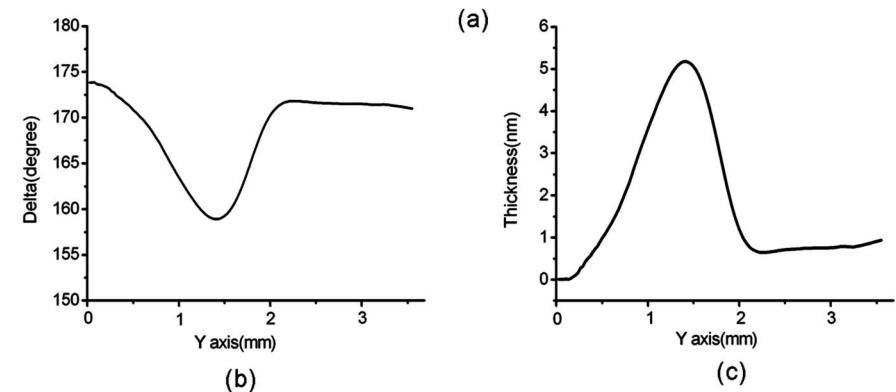 (a)
180
175
170
165
160
155
150
Delta(degree)
0 1 2 3
Y axis(mm)
(b)
6
5
4
3
2
1
0
Thickness(nm)
0 1 2 3
Y axis(mm)
(c)